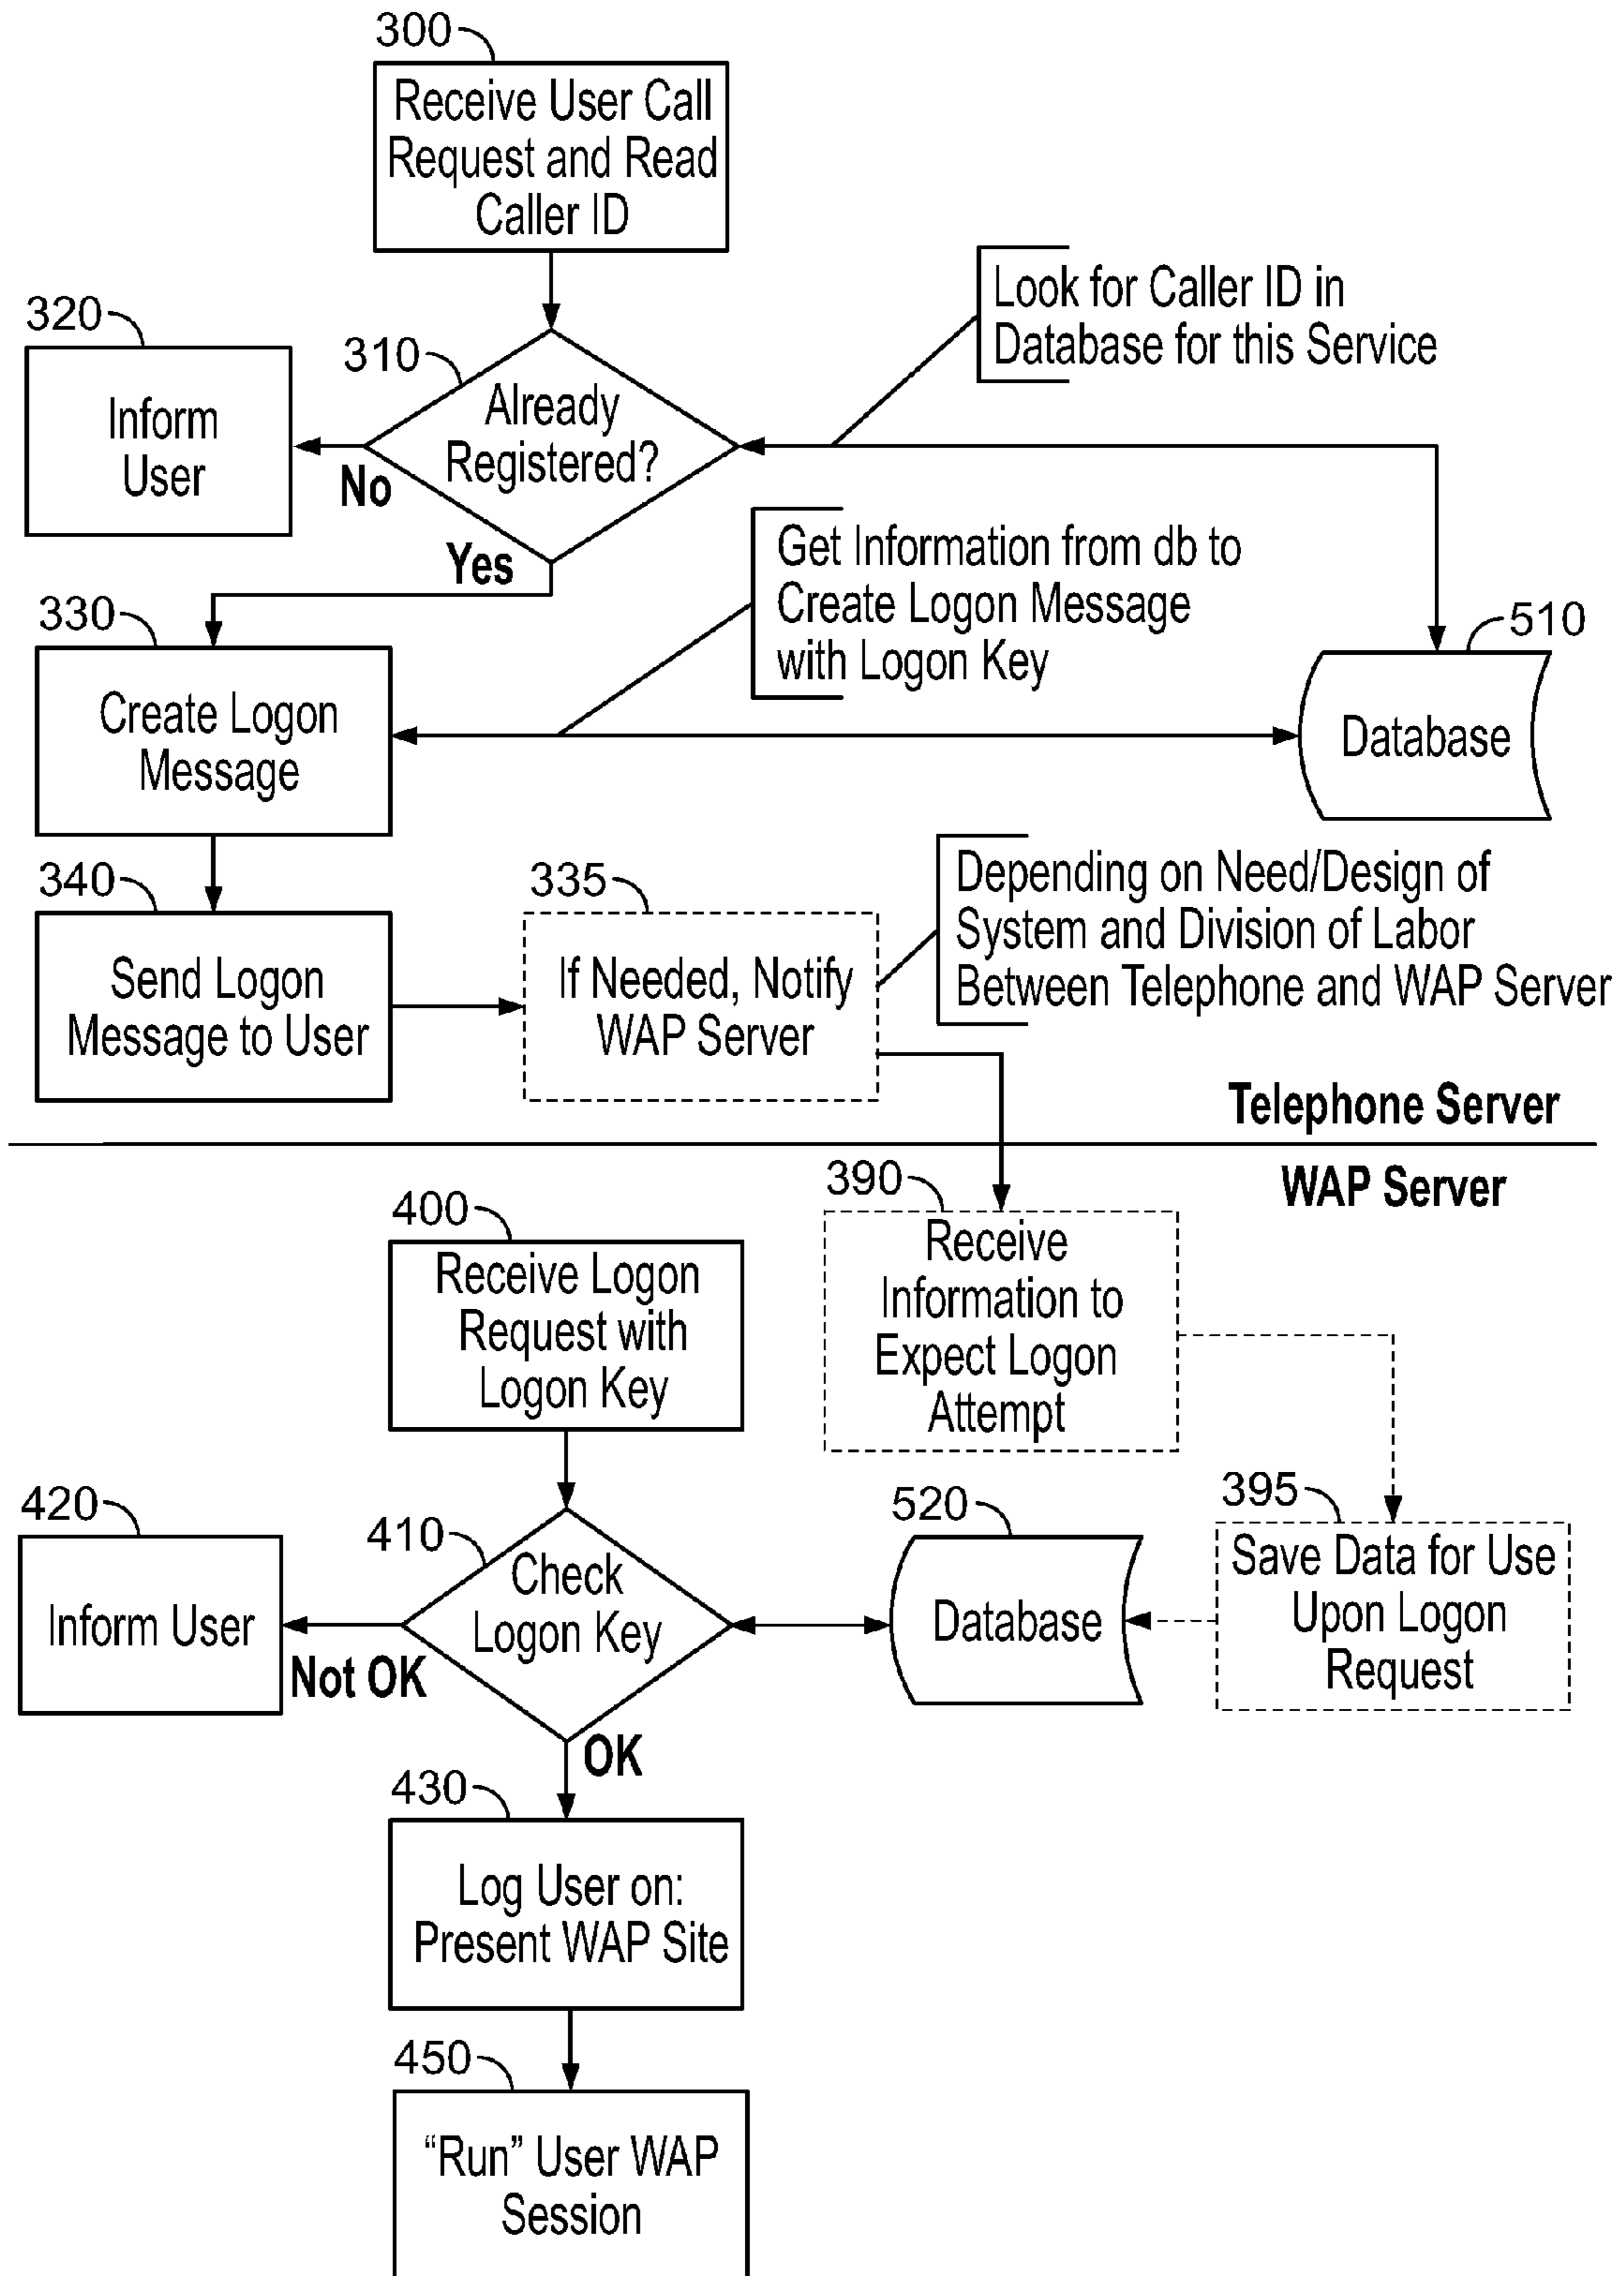 300
Receive User Call
Request and Read
Caller ID
Look for Caller ID in
Database for this Service
320
Inform
User
310
Already
Registered?
No
Yes
Get Information from db to
Create Logon Message
with Logon Key
330
Create Logon
Message
510
Database
340
Send Logon
Message to User
335
If Needed, Notify
WAP Server
Depending on Need/Design of
System and Division of Labor
Between Telephone and WAP Server
Telephone Server
WAP Server
390
Receive
Information to
Expect Logon
Attempt
400
Receive Logon
Request with
Logon Key
420
Inform User
410
Check
Logon Key
Not OK
OK
520
Database
395
Save Data for Use
Upon Logon
Request
430
Log User on:
Present WAP Site
450
“Run” User WAP
Session